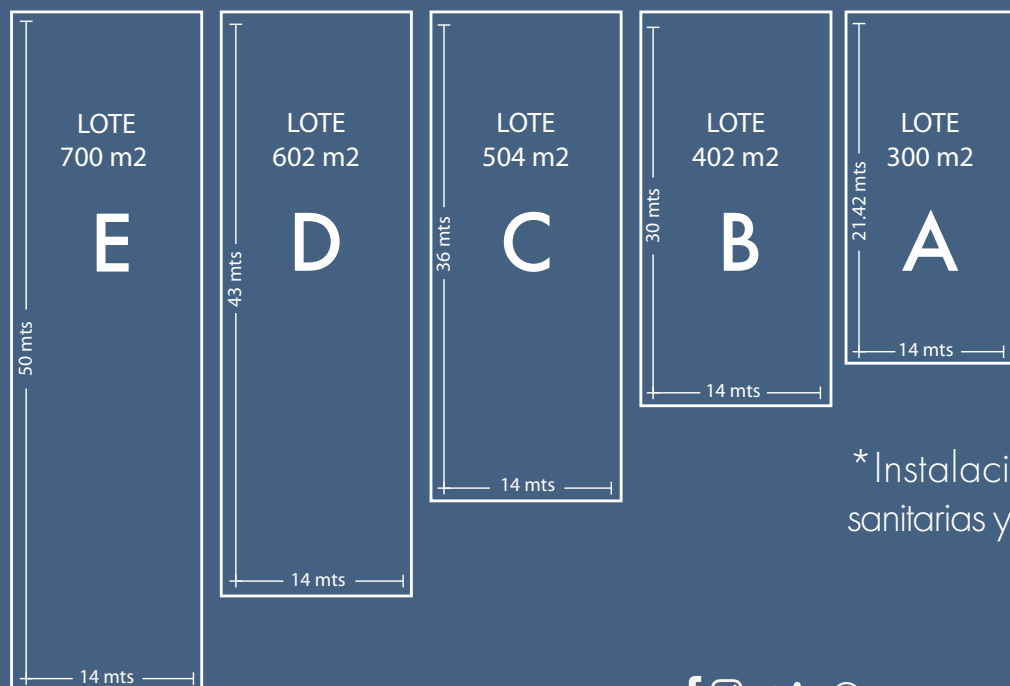 LOTE
700 m2
E
50 mts
14 mts
LOTE
602 m2
D
43 mts
14 mts
LOTE
504 m2
C
36 mts
14 mts
LOTE
402 m2
B
30 mts
14 mts
LOTE
300 m2
A
21.42 mts
14 mts
*Instalaci
sanitarias y